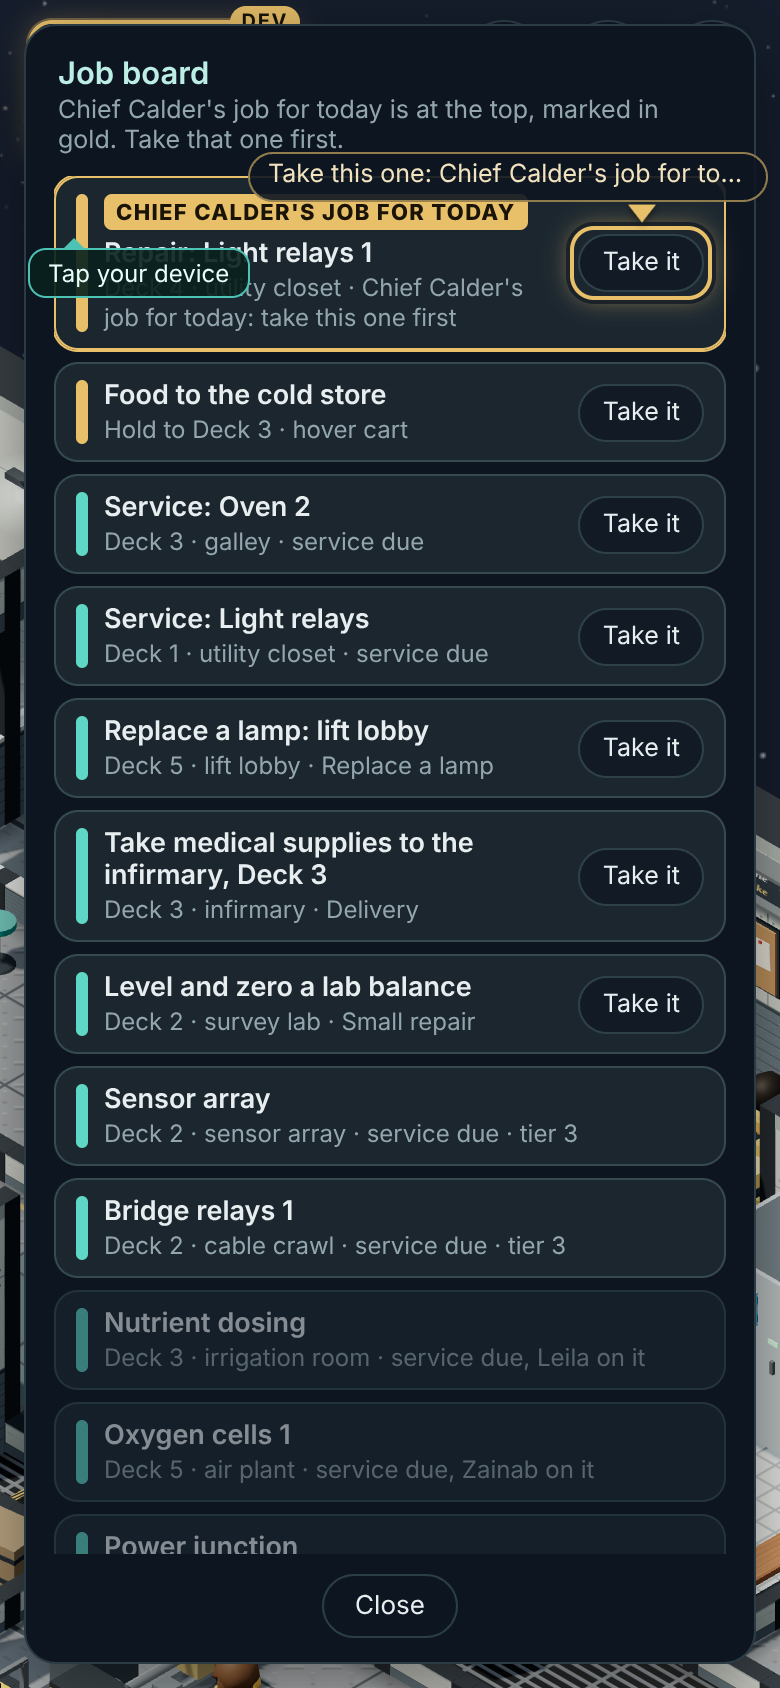 DEV
Job board
Chief Calder's job for today is at the top, marked in
gold. Take that one first.
Take this one: Chief Calder's job for to...
CHIEF CALDER'S JOB FOR TODAY
Repair: Light relays 1
Take it
Tap your device
Deck 4 · utility closet · Chief Calder's
job for today: take this one first
Food to the cold store
Hold to Deck 3 · hover cart
Take it
Service: Oven 2
Deck 3 · galley · service due
Take it
Service: Light relays
Deck 1 · utility closet · service due
Take it
Replace a lamp: lift lobby
Deck 5 · lift lobby · Replace a lamp
Take it
Take medical supplies to the
infirmary, Deck 3
Deck 3 · infirmary · Delivery
Take it
Level and zero a lab balance
Deck 2 · survey lab · Small repair
Take it
Sensor array
Deck 2 · sensor array · service due · tier 3
Bridge relays 1
Deck 2 · cable crawl · service due · tier 3
Nutrient dosing
Deck 3 · irrigation room · service due, Leila on it
Oxygen cells 1
Deck 5 · air plant · service due, Zainab on it
Power junction
Close